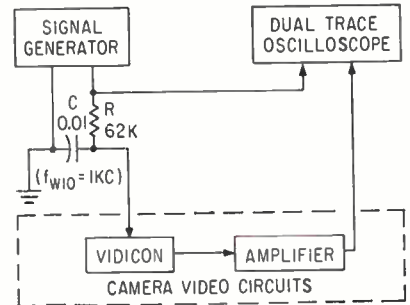 SIGNAL
GENERATOR
DUAL TRACE
OSCILLOSCOPE
C
0.01
R
62K
(fW10 = 1KC)
VIDICON
AMPLIFIER
CAMERA VIDEO CIRCUITS